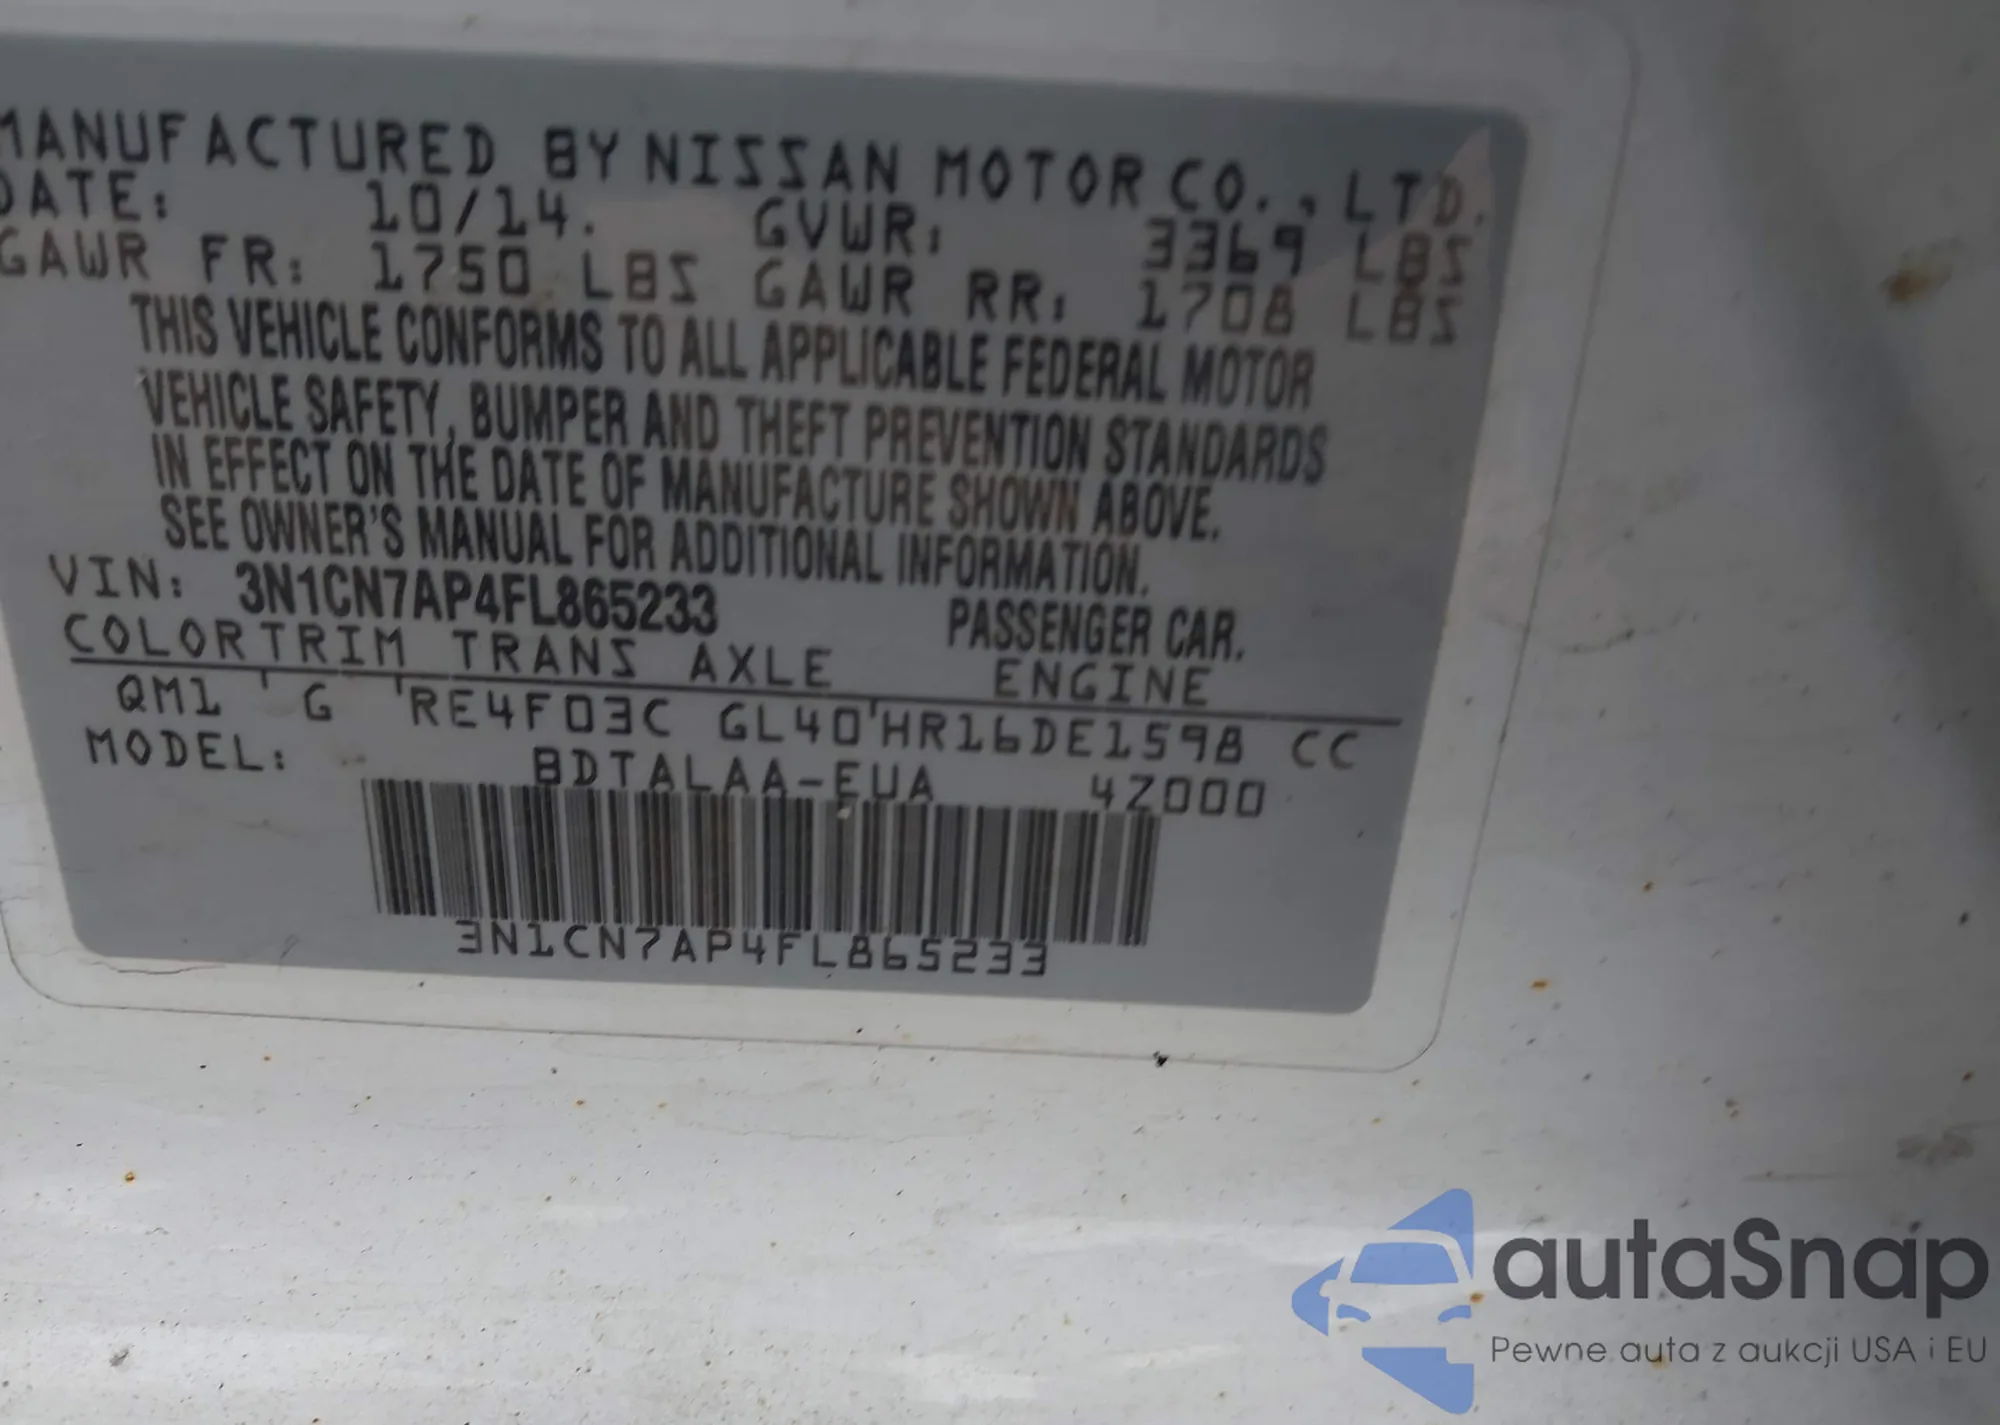 MANUFACTURED BY NISSAN MOTOR CO., LTD.
DATE: 10/14. GVWR: 3369 LBS
GAWR FR: 1750 LBS GAWR RR: 1708 LBS
THIS VEHICLE CONFORMS TO ALL APPLICABLE FEDERAL MOTOR
VEHICLE SAFETY, BUMPER AND THEFT PREVENTION STANDARDS
IN EFFECT ON THE DATE OF MANUFACTURE SHOWN ABOVE.
SEE OWNER'S MANUAL FOR ADDITIONAL INFORMATION.
VIN: 3N1CN7AP4FL865233 PASSENGER CAR.
COLOR TRIM TRANS AXLE ENGINE
QM1 G RE4F03C GL40 HR16DE1598 CC
MODEL: BDTALAA-EUA 4Z000
3N1CN7AP4FL865233
autaSnap
Pewne auta z aukcji USA i EU